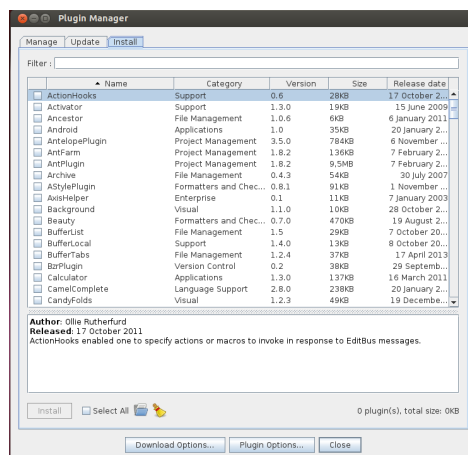 Plugin Manager
Manage Update Install
Filter :
Name Category Version Size Release date
ActionHooks Support 0.6 28KB 17 October 2...
Activator Support 1.3.0 19KB 15 June 2009
Ancestor File Management 1.0.6 6KB 6 January 2011
Android Applications 1.0 35KB 20 January 2...
AntelopePlugin Project Management 3.5.0 784KB 6 November ...
AntFarm Project Management 1.8.2 136KB 7 February 2...
AntPlugin Project Management 1.8.2 9,5MB 7 February 2...
Archive File Management 0.4.3 54KB 30 July 2007
AStylePlugin Formatters and Chec... 0.8.1 91KB 1 November ...
AxisHelper Enterprise 0.1 11KB 7 January 2003
Background Visual 1.1.0 10KB 28 October 2...
Beauty Formatters and Chec... 0.7.0 470KB 19 August 2...
BufferList File Management 1.5 29KB 7 October 20...
BufferLocal Support 1.4.0 13KB 8 October 20...
BufferTabs File Management 1.2.4 37KB 17 April 2013
BzrPlugin Version Control 0.2 38KB 29 Septemb...
Calculator Applications 1.3.0 137KB 16 March 2011
CamelComplete Language Support 2.8.0 238KB 20 January 2...
CandyFolds Visual 1.2.3 49KB 19 Decembe...
Author: Ollie Rutherfurd
Released: 17 October 2011
ActionHooks enabled one to specify actions or macros to invoke in response to EditBus messages.
Install Select All 0 plugin(s), total size: 0KB
Download Options... Plugin Options... Close